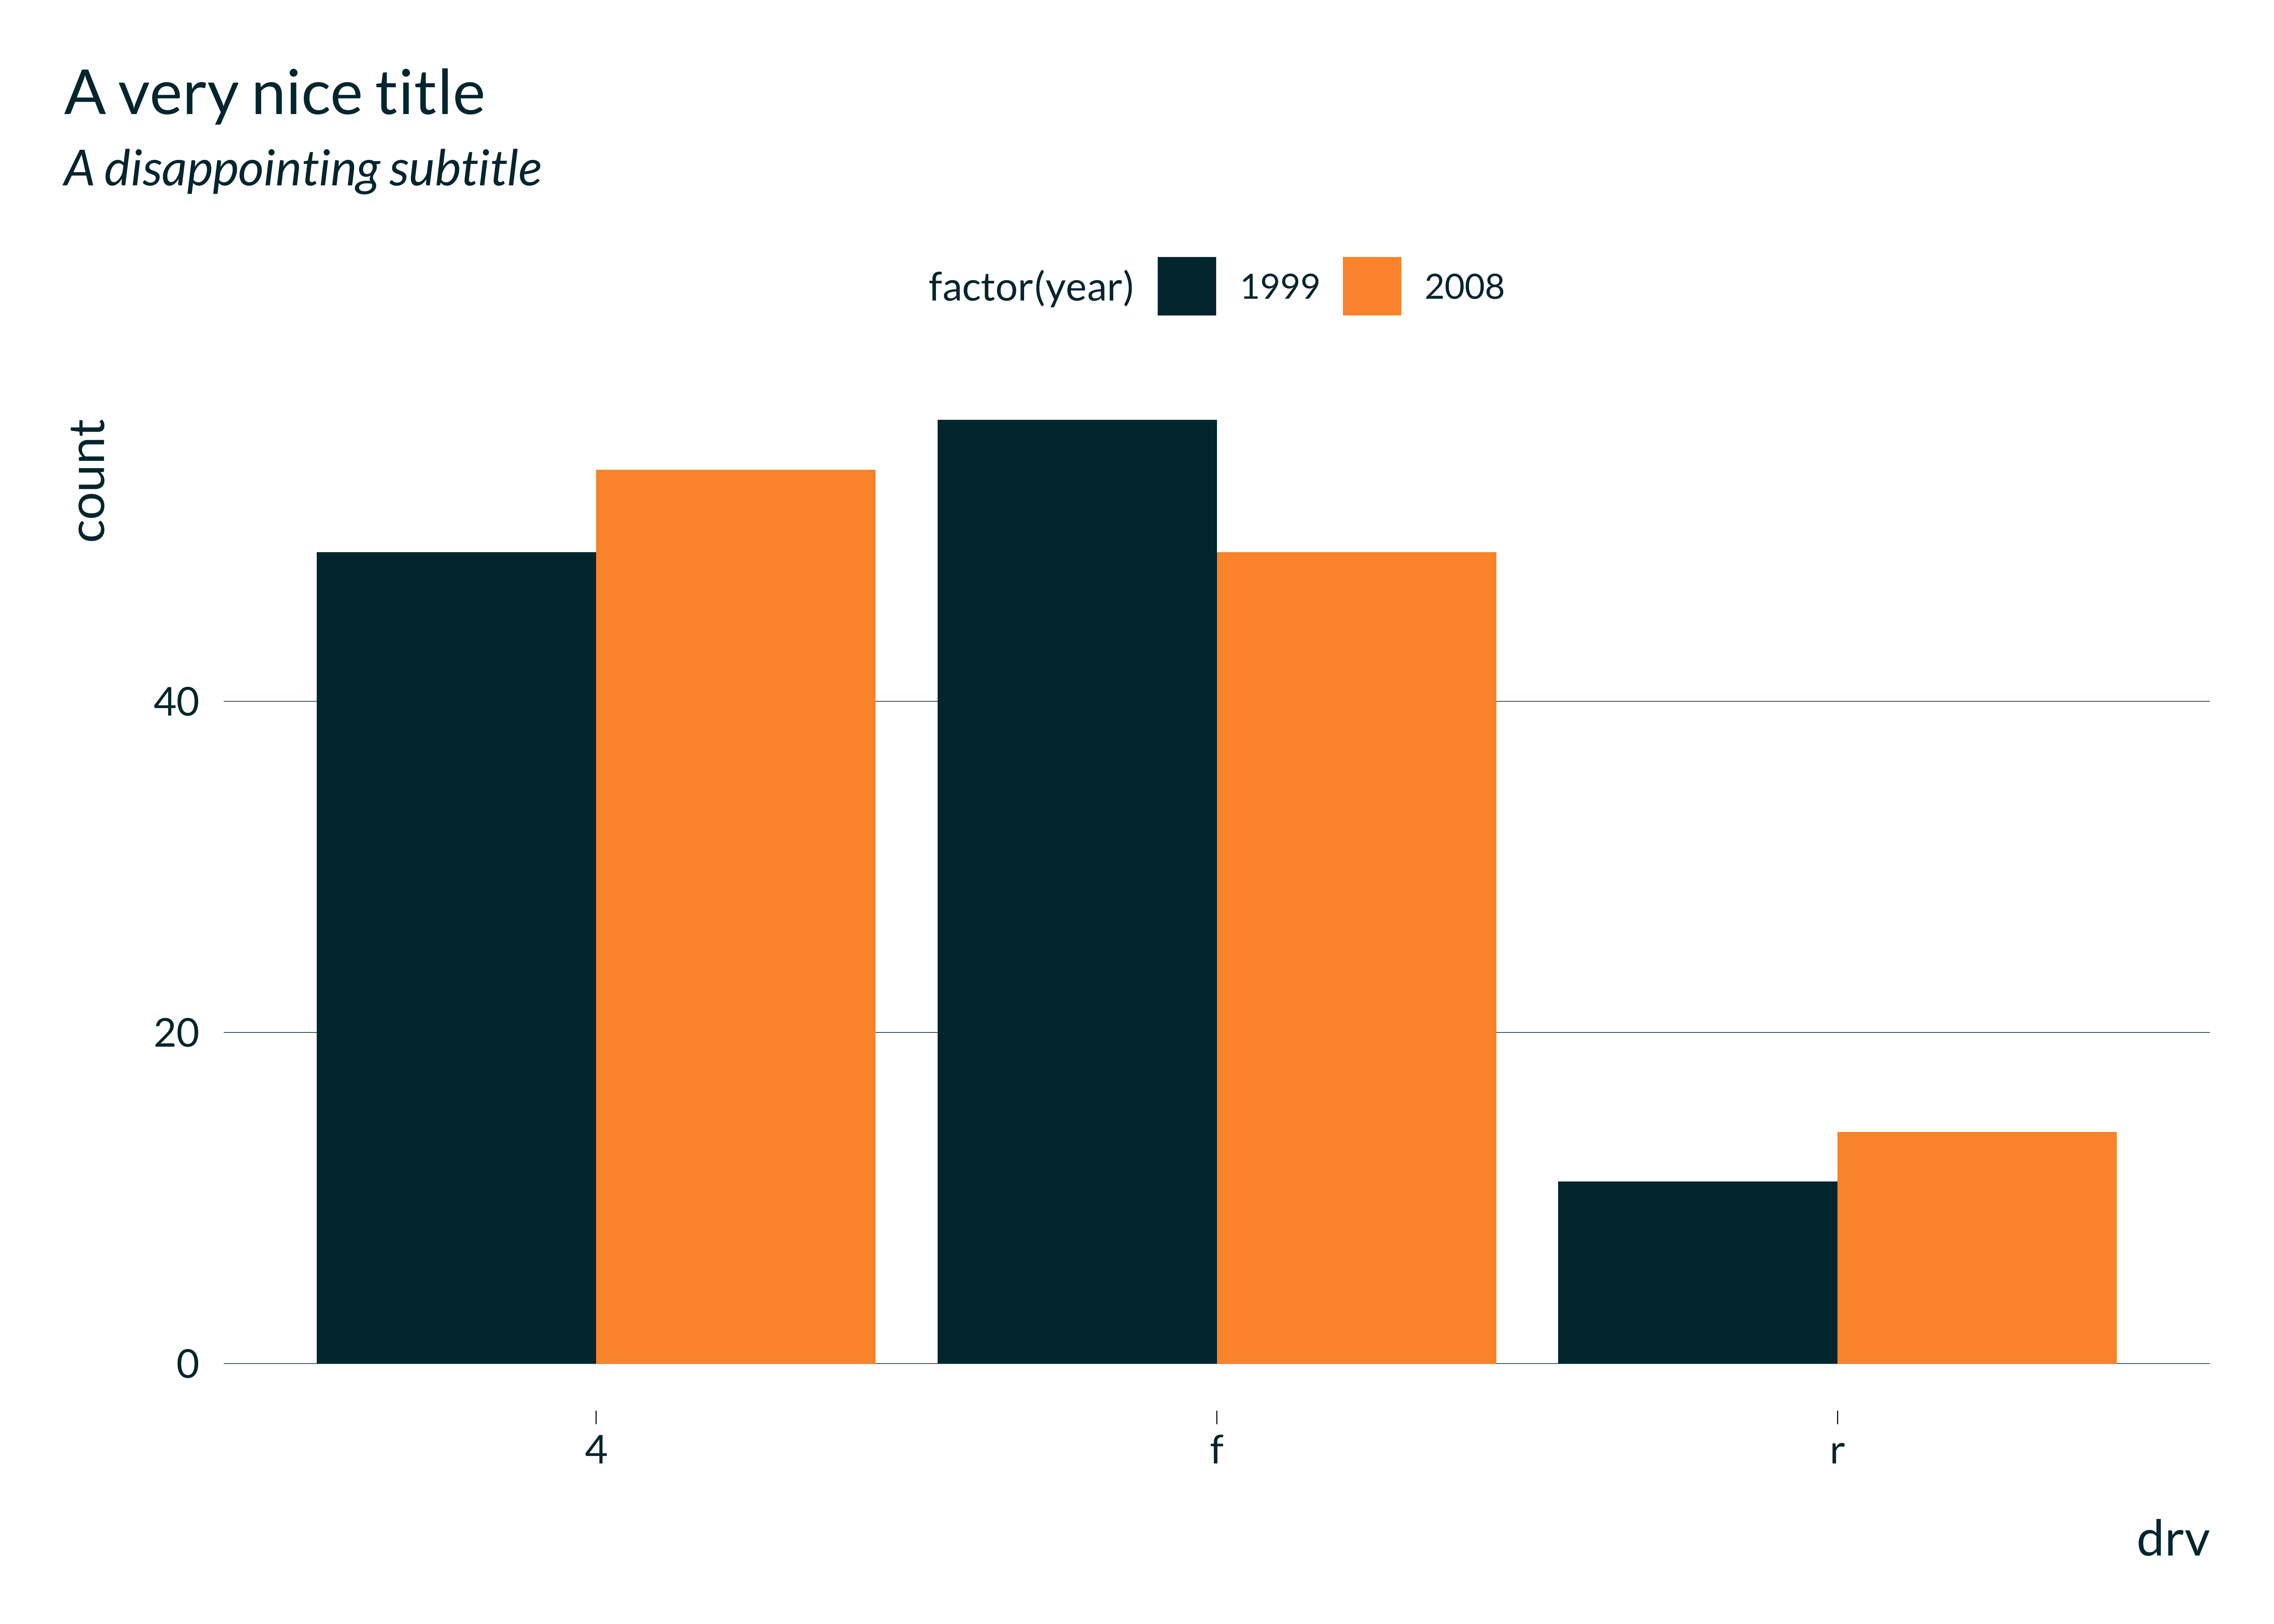 A very nice title
A disappointing subtitle
factor(year) 1999 2008
count
40
20
0
4 f r
drv